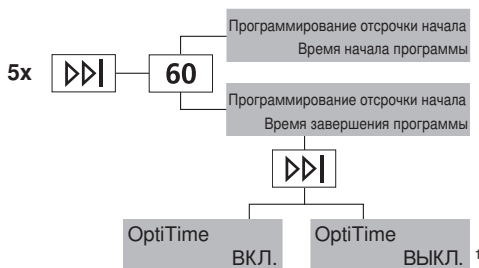 Программирование отсрочки начала
Время начала программы
5x ▷▷| 60
Программирование отсрочки начала
Время завершения программы
▷▷|
OptiTime OptiTime
ВКЛ. ВЫКЛ. 1